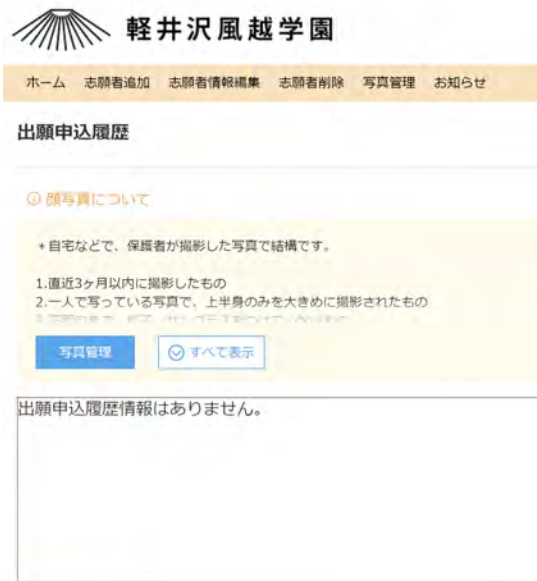 軽井沢風越学園
ホーム 志願者追加 志願者情報編集 志願者削除 写真管理 お知らせ
出願申込履歴
顔写真について
*自宅などで、保護者が撮影した写真で結構です。
1.直近3ヶ月以内に撮影したもの
2.一人で写っている写真で、上半身のみを大きめに撮影されたもの
写真管理 すべて表示
出願申込履歴情報はありません。